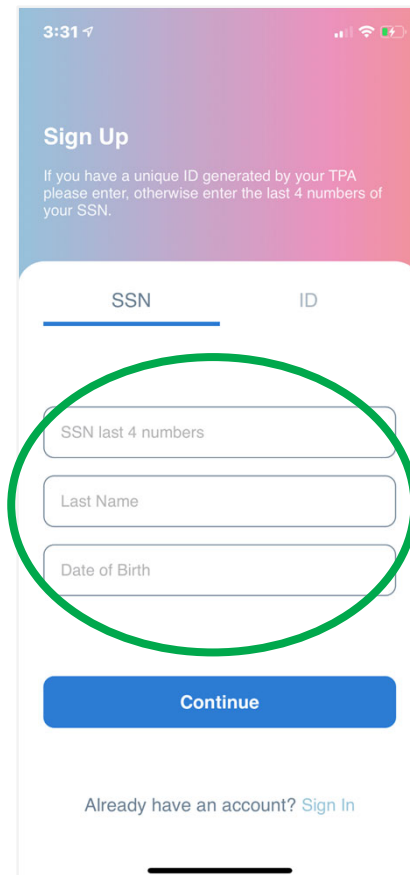 3:31
Sign Up
If you have a unique ID generated by your TPA
please enter, otherwise enter the last 4 numbers of
your SSN.
SSN ID
SSN last 4 numbers
Last Name
Date of Birth
Continue
Already have an account? Sign In